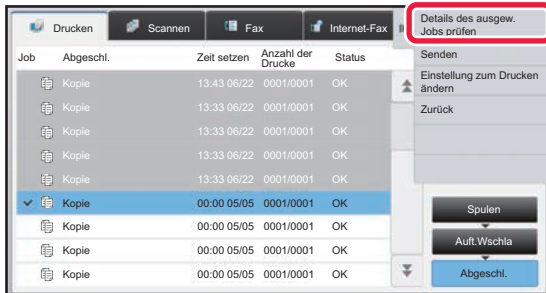 Drucken
Scannen
Fax
Internet-Fax
Details des ausgew.
Jobs prüfen
Job
Abgeschl.
Zeit setzen
Anzahl der
Drucke
Status
Senden
Einstellung zum Drucken
ändern
Zurück
Kopie 13:43 06/22 0001/0001 OK
Kopie 13:33 06/22 0001/0001 OK
Kopie 13:33 06/22 0001/0001 OK
Kopie 13:33 06/22 0001/0001 OK
Kopie 13:33 06/22 0001/0001 OK
Kopie 00:00 05/05 0001/0001 OK
Kopie 00:00 05/05 0001/0001 OK
Kopie 00:00 05/05 0001/0001 OK
Kopie 00:00 05/05 0001/0001 OK
Spulen
Auft.Wschla
Abgeschl.